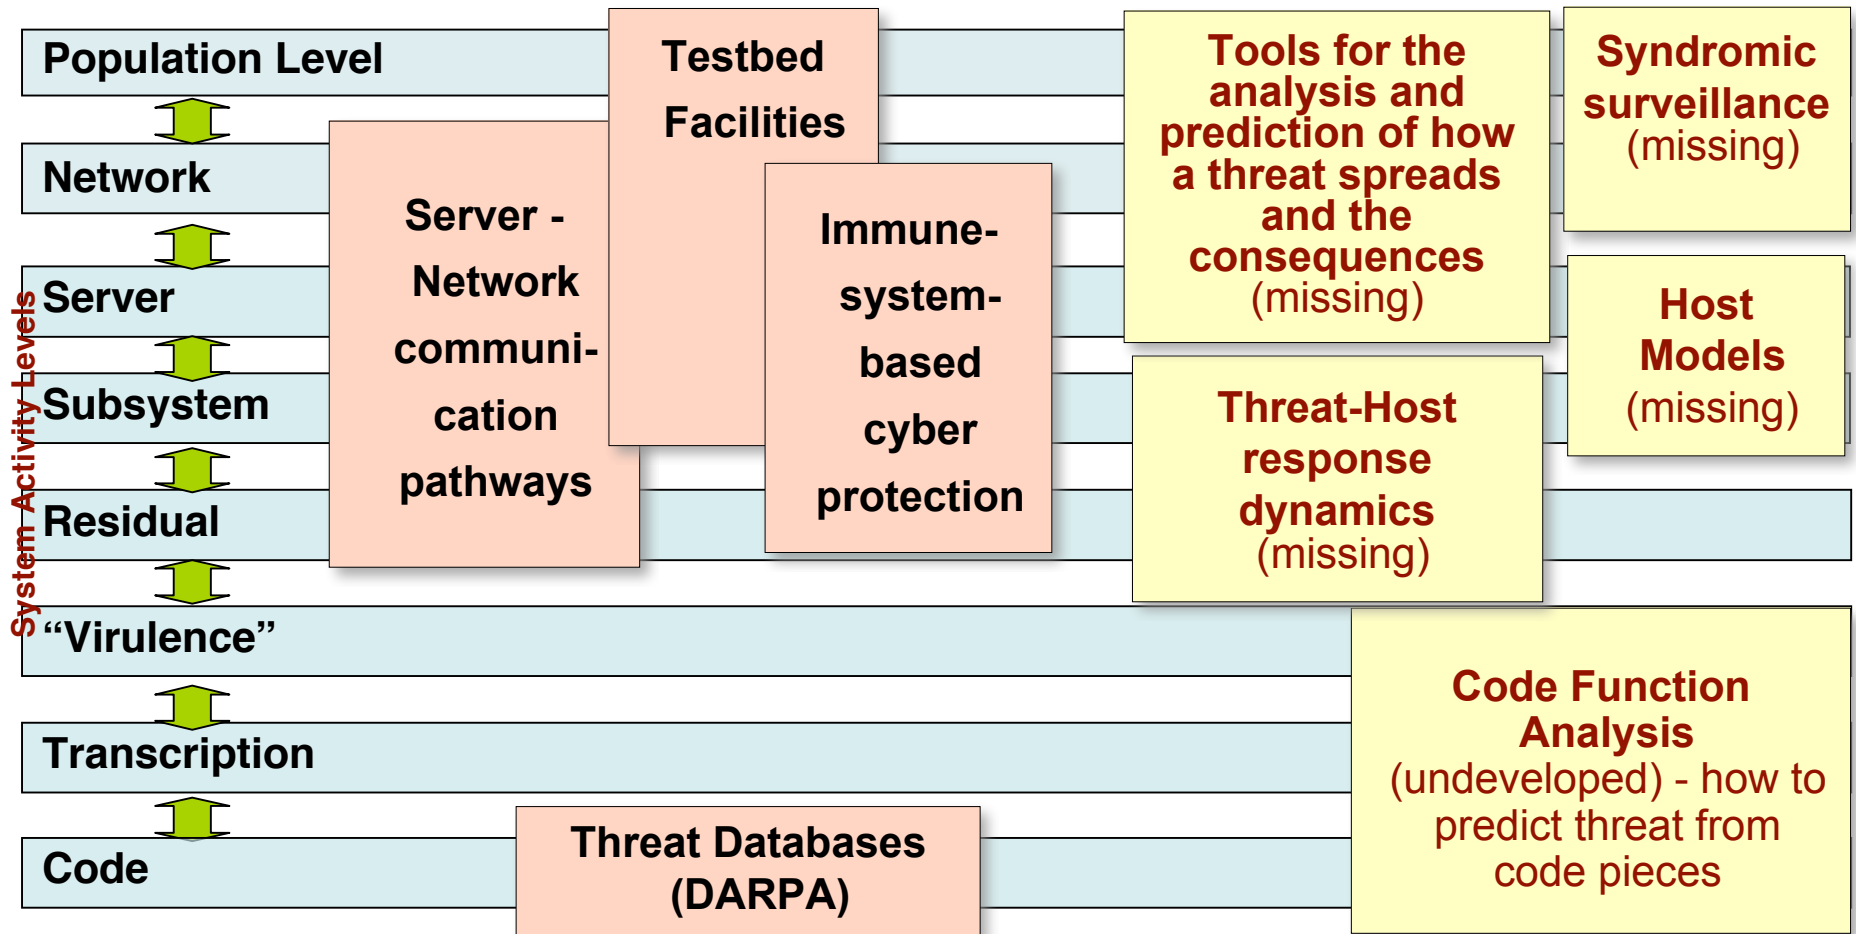 Population Level
Network
Server
Subsystem
Residual
“Virulence”
Transcription
Code
System Activity Levels
Server -
Network
communi-
cation
pathways
Testbed
Facilities
Immune-
system-
based
cyber
protection
Threat Databases
(DARPA)
Tools for the
analysis and
prediction of how
a threat spreads
and the
consequences
(missing)
Syndromic
surveillance
(missing)
Host
Models
(missing)
Threat-Host
response
dynamics
(missing)
Code Function
Analysis
(undeveloped) - how to
predict threat from
code pieces